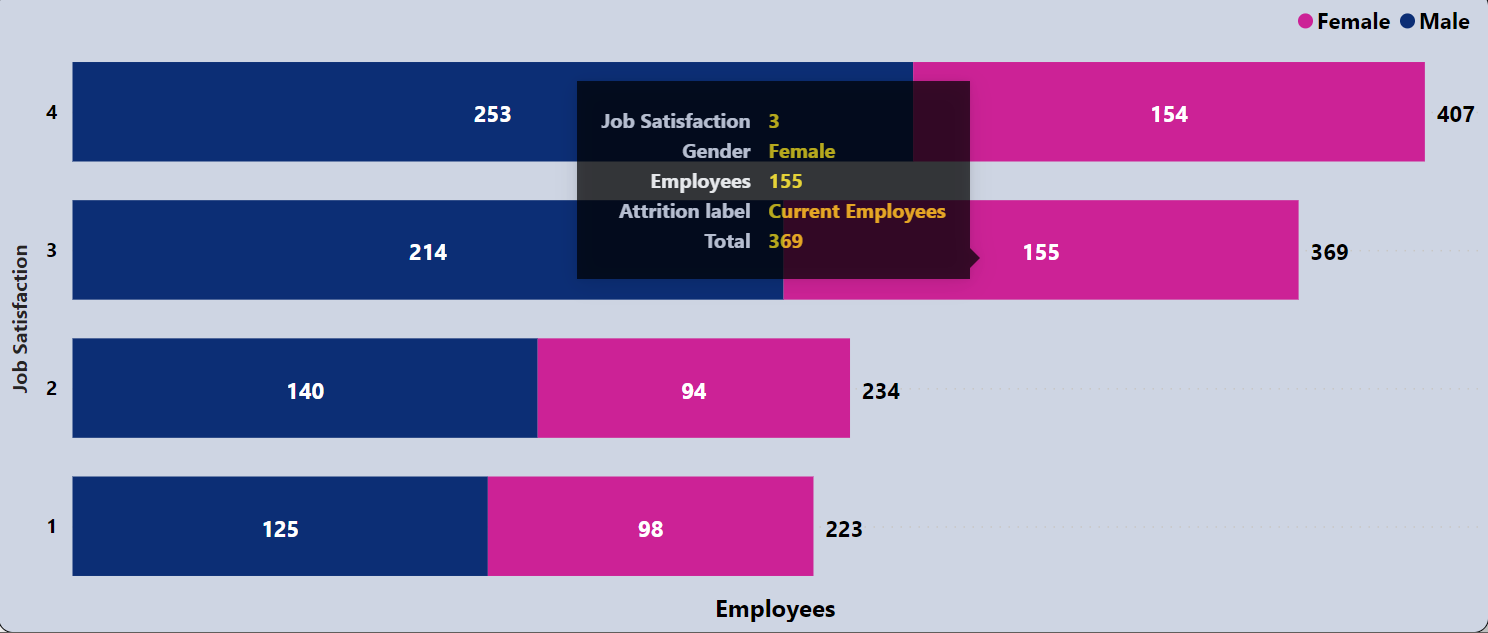 Female Male
4 253 154 407
Job Satisfaction 3
Gender Female
Employees 155
Attrition label Current Employees
Total 369
3 214 155 369
Job Satisfaction
2 140 94 234
1 125 98 223
Employees